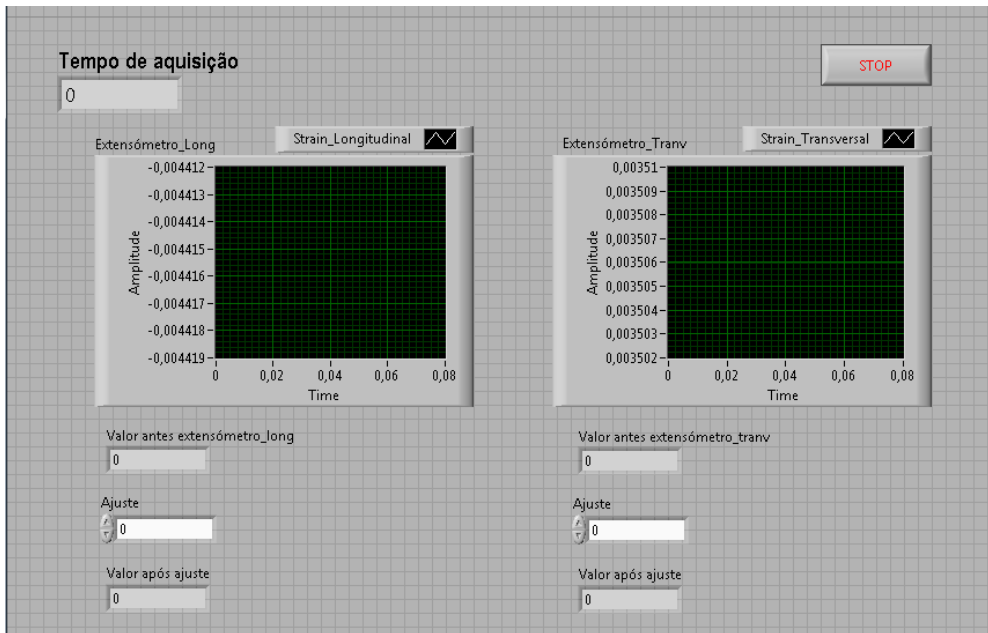 Tempo de aquisição
0
STOP
Extensómetro_Long
Strain_Longitudinal
-0,004412
-0,004413
-0,004414
-0,004415
-0,004416
-0,004417
-0,004418
-0,004419
Amplitude
0 0,02 0,04 0,06 0,08
Time
Extensómetro_Tranv
Strain_Transversal
0,00351
0,003509
0,003508
0,003507
0,003506
0,003505
0,003504
0,003503
0,003502
Amplitude
0 0,02 0,04 0,06 0,08
Time
Valor antes extensómetro_long
0
Ajuste
0
Valor após ajuste
0
Valor antes extensómetro_tranv
0
Ajuste
0
Valor após ajuste
0